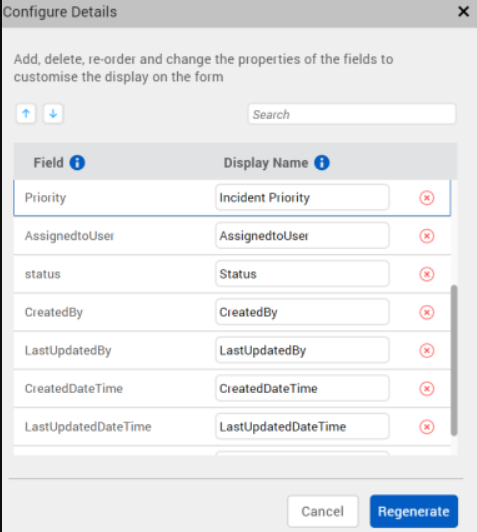 Configure Details
Add, delete, re-order and change the properties of the fields to
customise the display on the form
Search
Field Display Name
Priority Incident Priority
AssignedtoUser AssignedtoUser
status Status
CreatedBy CreatedBy
LastUpdatedBy LastUpdatedBy
CreatedDateTime CreatedDateTime
LastUpdatedDateTime LastUpdatedDateTime
Cancel Regenerate